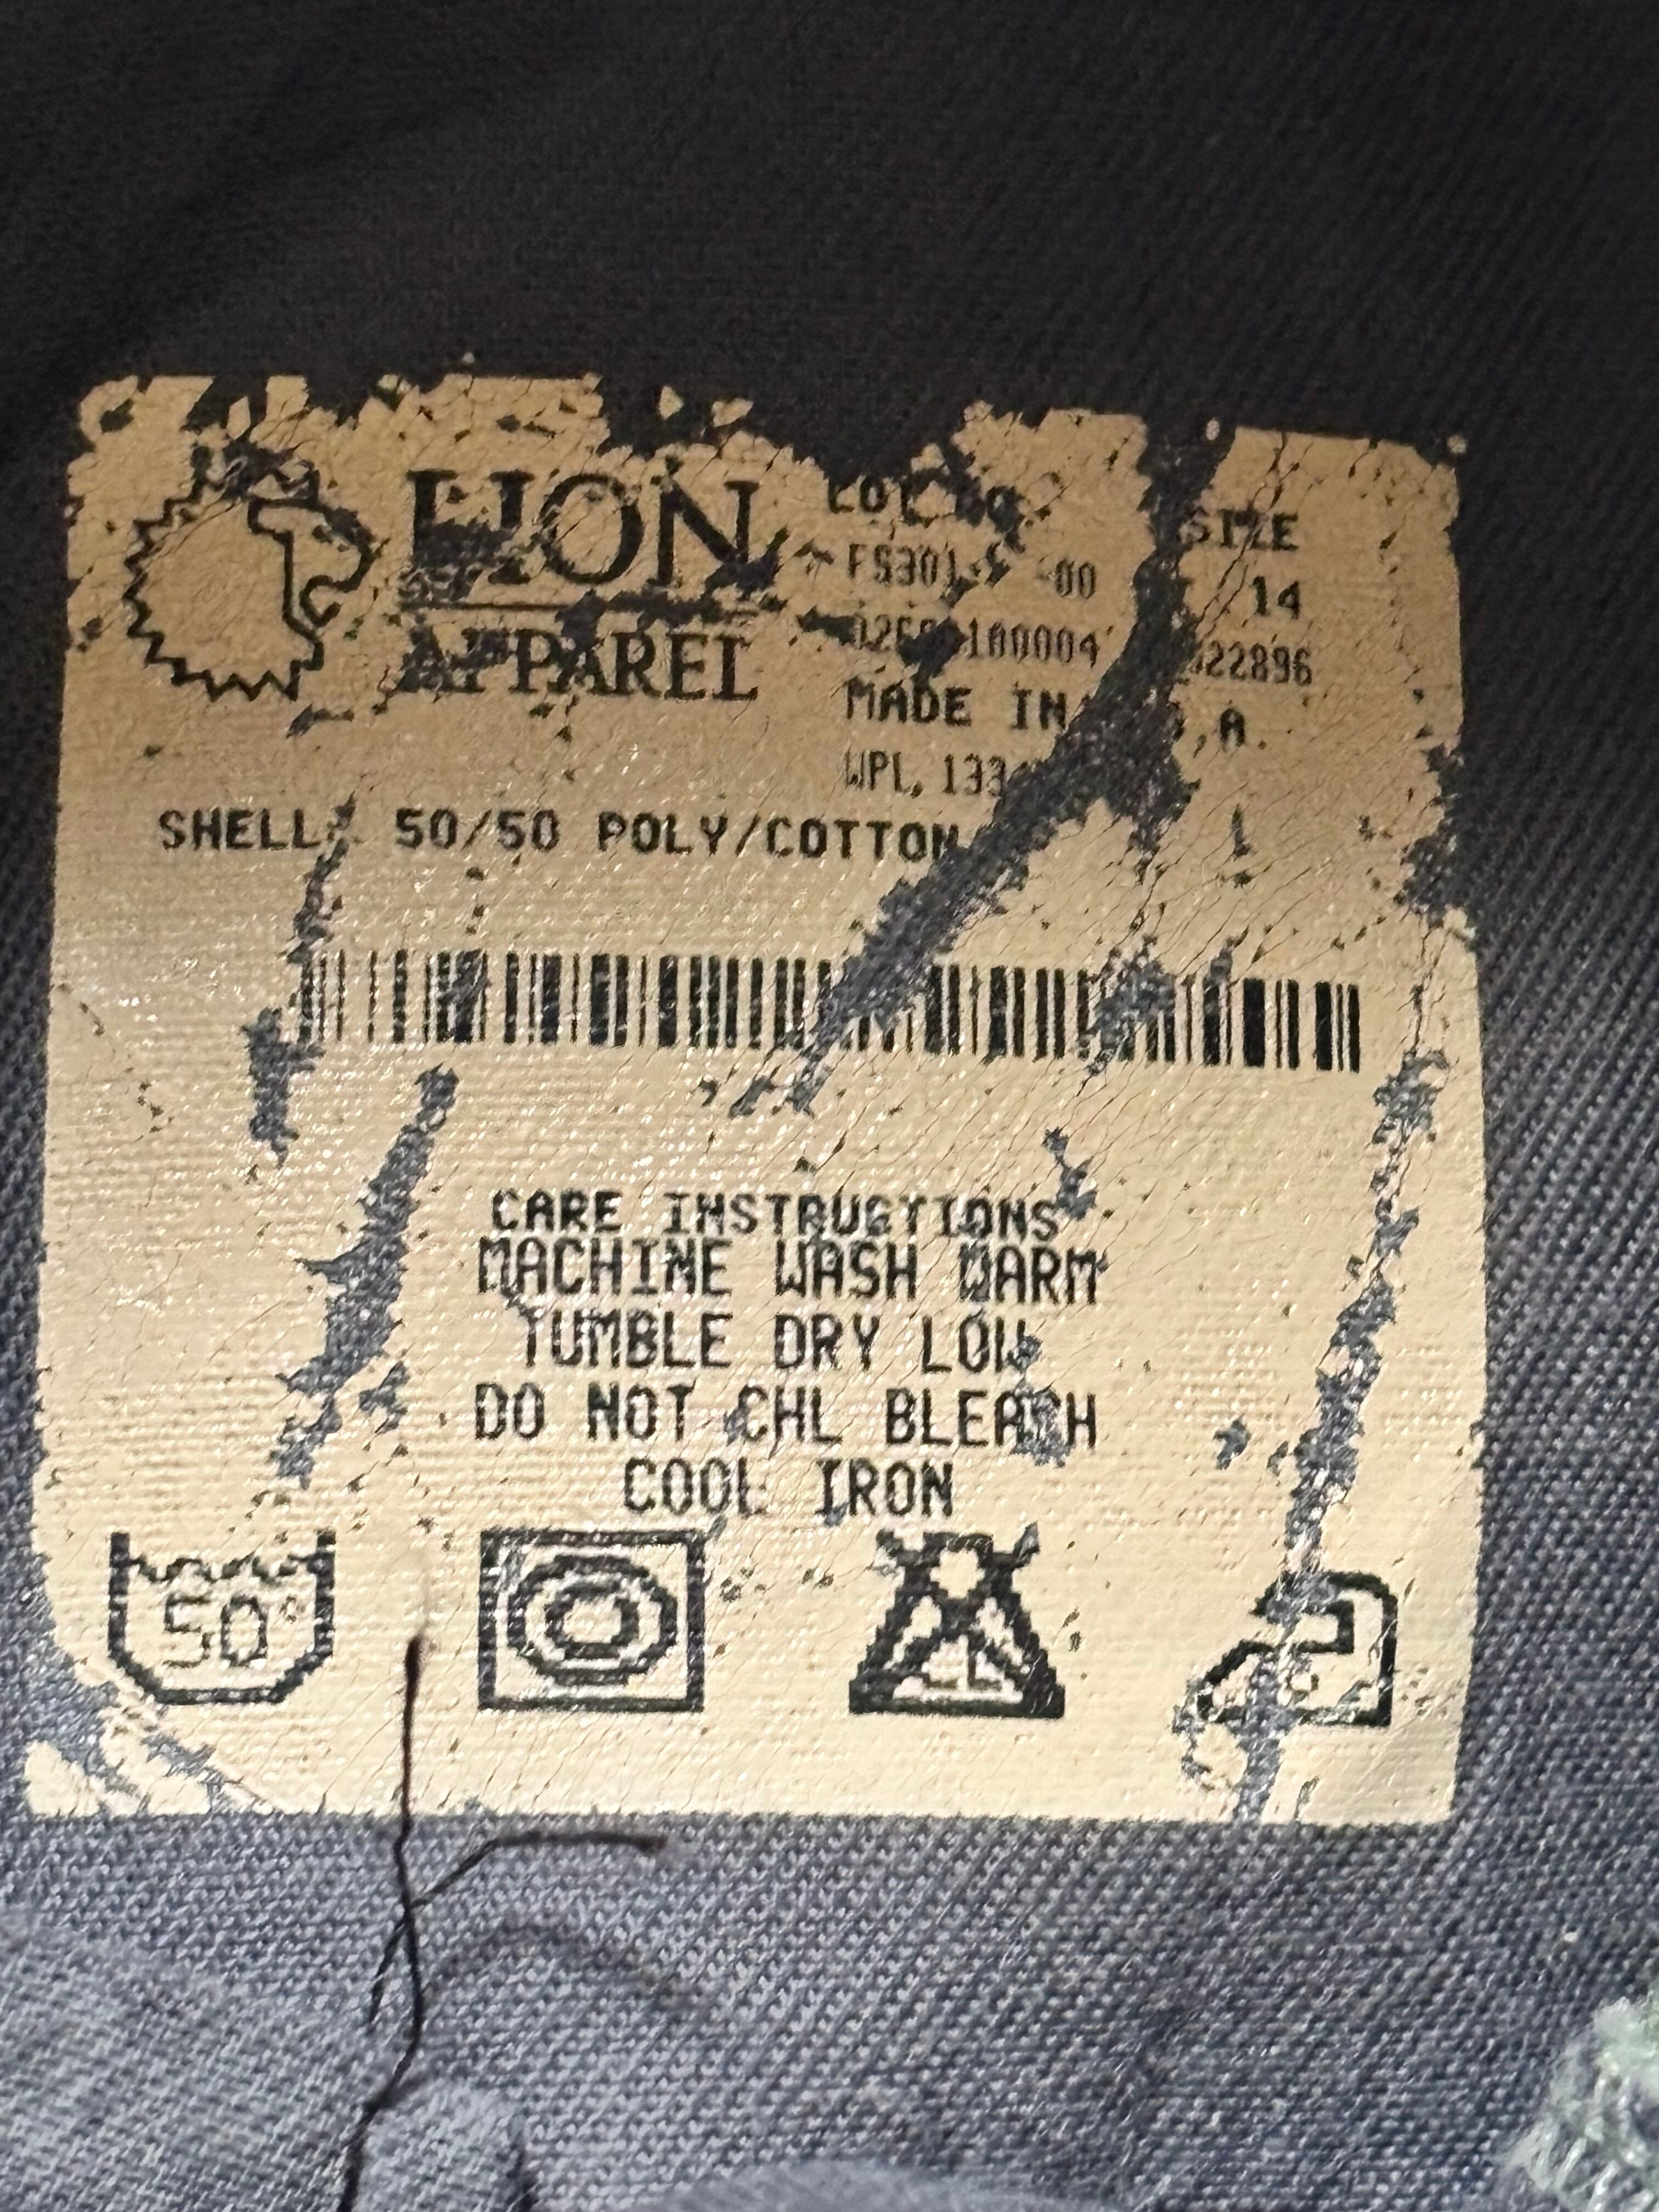 LION
APPAREL
SIZE
14
MADE IN
SHELL: 50/50 POLY/COTTON
CARE INSTRUCTIONS
MACHINE WASH WARM
TUMBLE DRY LOW
DO NOT CHL BLEACH
COOL IRON
50°